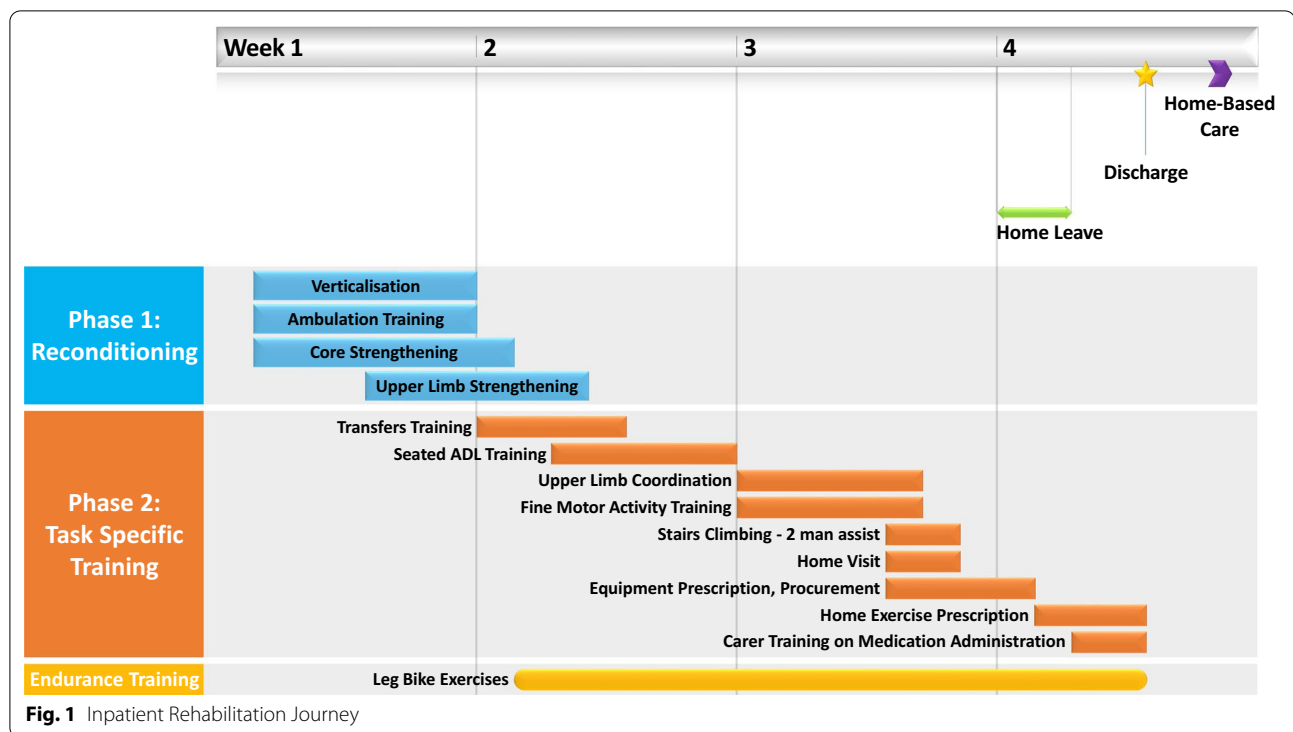 Week 1 2 3 4
Home-Based
Care
Discharge
Home Leave
Phase 1:
Reconditioning
Verticalisation
Ambulation Training
Core Strengthening
Upper Limb Strengthening
Phase 2:
Task Specific
Training
Transfers Training
Seated ADL Training
Upper Limb Coordination
Fine Motor Activity Training
Stairs Climbing - 2 man assist
Home Visit
Equipment Prescription, Procurement
Home Exercise Prescription
Carer Training on Medication Administration
Endurance Training
Leg Bike Exercises
Fig. 1 Inpatient Rehabilitation Journey